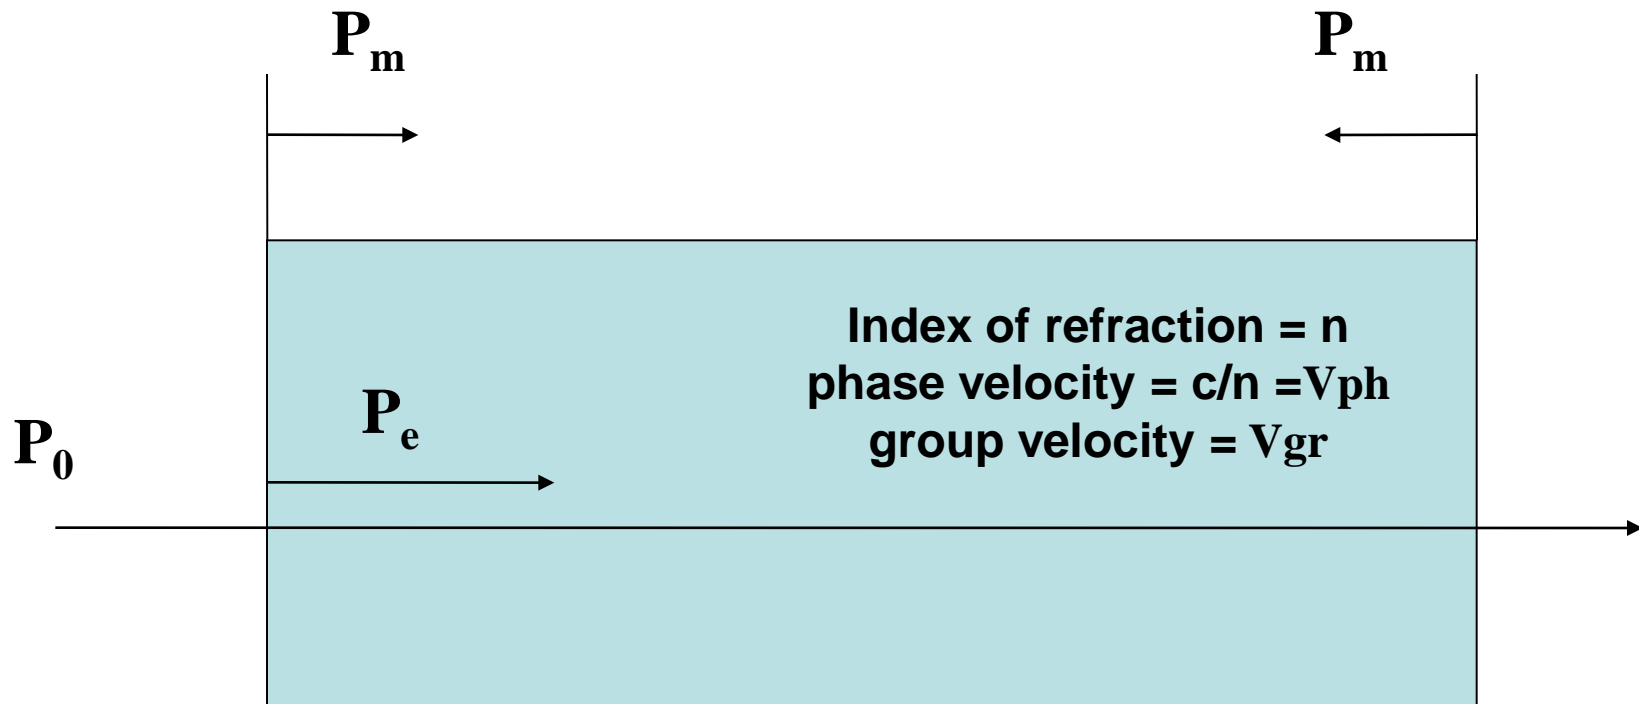 Pm
Pm
Index of refraction = n
phase velocity = c/n =Vph
group velocity = Vgr
Pe
P0